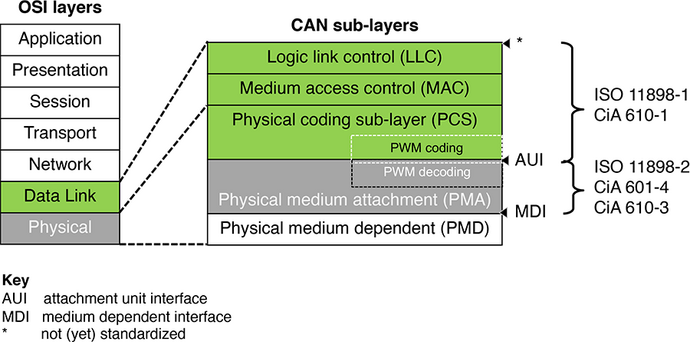 OSI layers
Application
Presentation
Session
Transport
Network
Data Link
Physical
CAN sub-layers
Logic link control (LLC)
Medium access control (MAC)
Physical coding sub-layer (PCS)
PWM coding
PWM decoding
Physical medium attachment (PMA)
Physical medium dependent (PMD)
*
AUI
MDI
ISO 11898-1
CiA 610-1
ISO 11898-2
CiA 601-4
CiA 610-3
Key
AUI attachment unit interface
MDI medium dependent interface
* not (yet) standardized